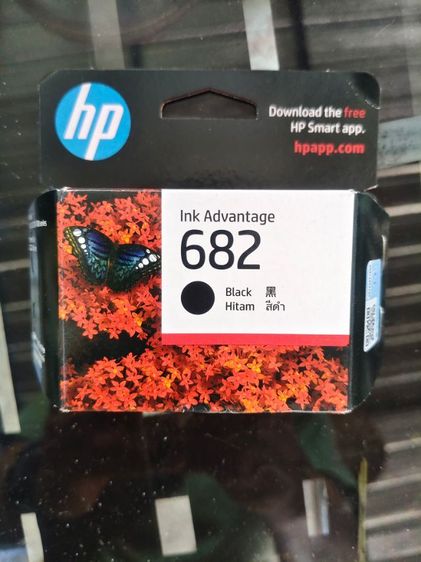 hp
Download the free
HP Smart app.
hpapp.com
Ink Advantage
682
Black 黑
Hitam สีดำ